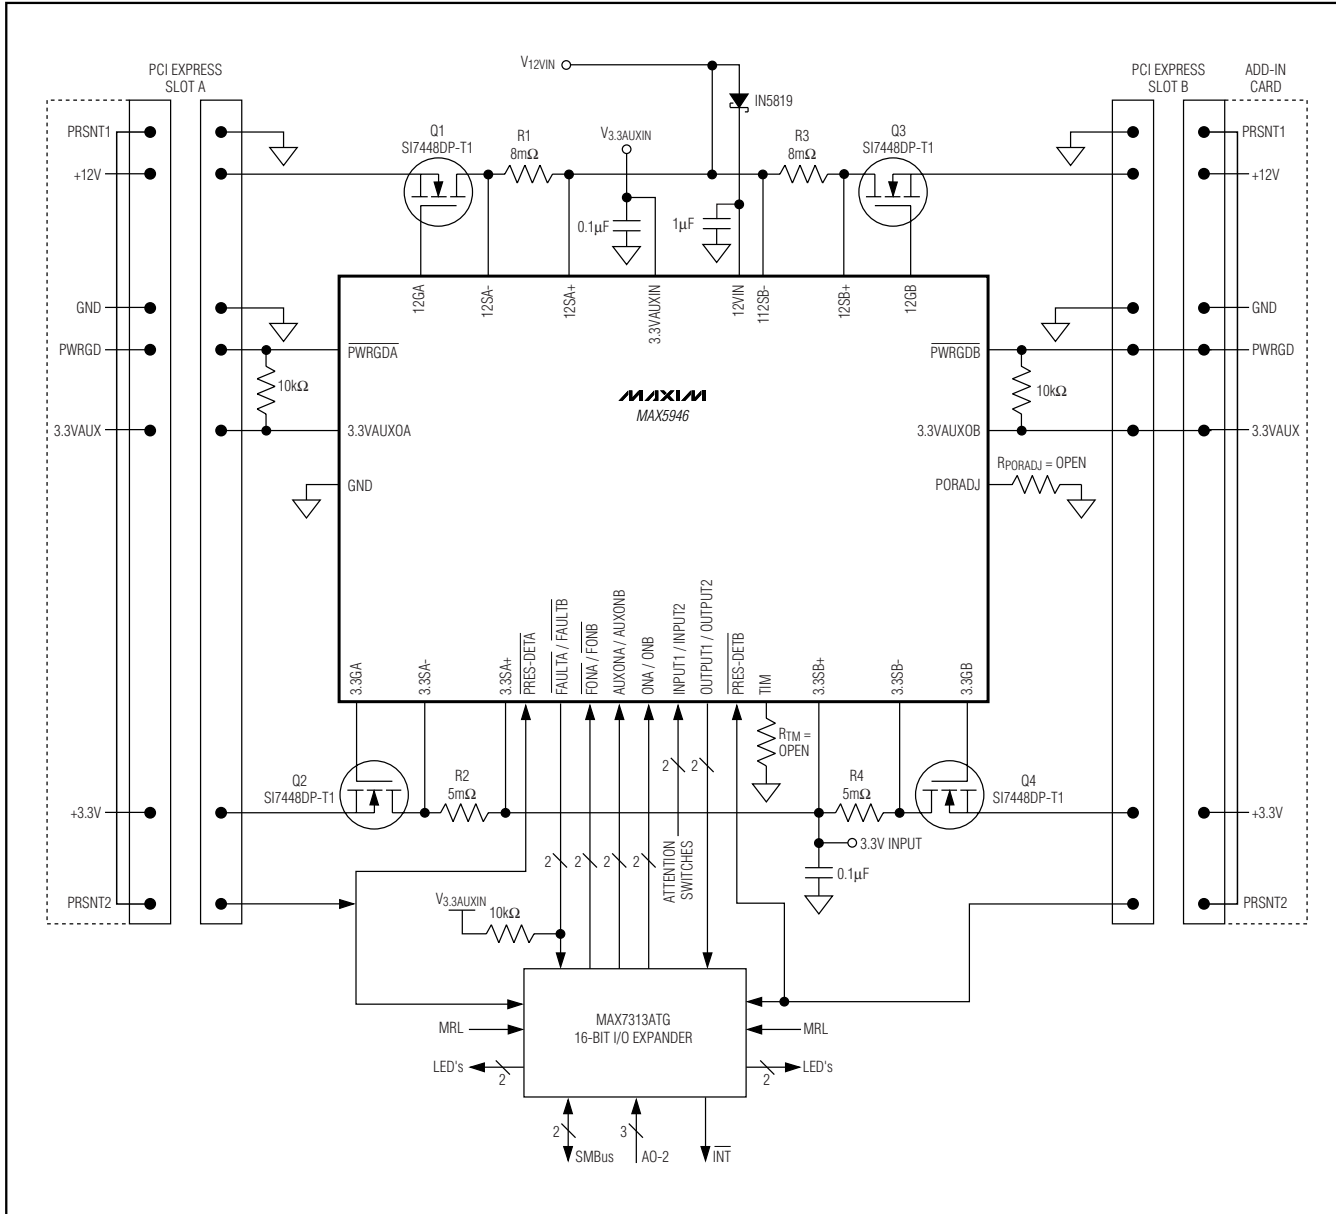 V12VIN
PCI EXPRESS
SLOT A
PCI EXPRESS
SLOT B
ADD-IN
CARD
IN5819
PRSNT1
Q1
SI7448DP-T1
R1
8mΩ
V3.3AUXIN
R3
8mΩ
Q3
SI7448DP-T1
PRSNT1
+12V
+12V
0.1µF
1µF
12GA
12SA-
12SA+
3.3VAUXIN
12VIN
112SB-
12SB+
12GB
GND
GND
PWRGD
PWRGDA
PWRGDB
PWRGD
10kΩ
10kΩ
MAXIM
MAX5946
3.3VAUX
3.3VAUXOA
3.3VAUXOB
3.3VAUX
RPORADJ = OPEN
GND
PORADJ
3.3GA
3.3SA-
3.3SA+
PRES-DETA
FAULTA / FAULTB
FONA / FONB
AUXONA / AUXONB
ONA / ONB
INPUT1 / INPUT2
OUTPUT1 / OUTPUT2
PRES-DETB
TIM
3.3SB+
3.3SB-
3.3GB
RTM =
OPEN
2
2
Q2
SI7448DP-T1
R2
5mΩ
R4
5mΩ
Q4
SI7448DP-T1
+3.3V
+3.3V
3.3V INPUT
2
2
2
2
ATTENTION
SWITCHES
0.1µF
PRSNT2
V3.3AUXIN
10kΩ
PRSNT2
MAX7313ATG
16-BIT I/O EXPANDER
MRL
MRL
LED's
2
2
LED's
2
3
SMBus
AO-2
INT